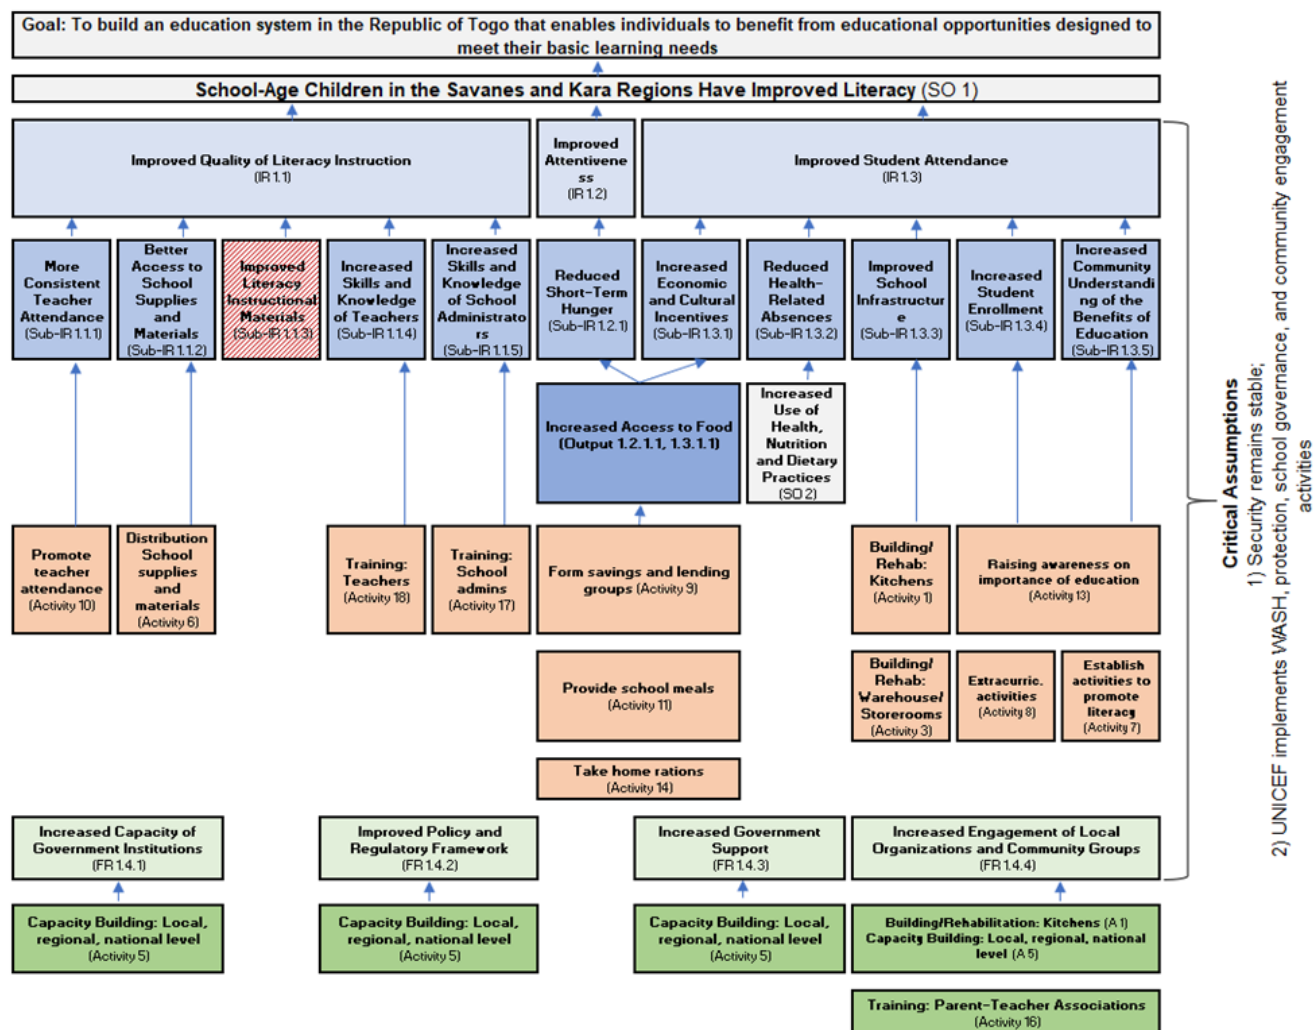 Goal: To build an education system in the Republic of Togo that enables individuals to benefit from educational opportunities designed to
meet their basic learning needs
School-Age Children in the Savanes and Kara Regions Have Improved Literacy (SO 1)
Improved Quality of Literacy Instruction
(IR 1.1)
Improved
Attentivene
ss
(IR 1.2)
Improved Student Attendance
(IR 1.3)
More
Consistent
Teacher
Attendance
(Sub-IR 1.1.1)
Better
Access to
School
Supplies
and
Materials
(Sub-IR 1.1.2)
Improved
Literacy
Instructional
Materials
(Sub-IR 1.1.3)
Increased
Skills and
Knowledge
of Teachers
(Sub-IR 1.1.4)
Increased
Skills and
Knowledge
of School
Administrato
rs
(Sub-IR 1.1.5)
Reduced
Short-Term
Hunger
(Sub-IR 1.2.1)
Increased
Economic
and Cultural
Incentives
(Sub-IR 1.3.1)
Reduced
Health-
Related
Absences
(Sub-IR 1.3.2)
Improved
School
Infrastructur
e
(Sub-IR 1.3.3)
Increased
Student
Enrollment
(Sub-IR 1.3.4)
Increased
Community
Understandi
ng of the
Benefits of
Education
(Sub-IR 1.3.5)
Increased Access to Food
(Output 1.2.1.1, 1.3.1.1)
Increased
Use of
Health,
Nutrition
and Dietary
Practices
(SO 2)
Promote
teacher
attendance
(Activity 10)
Distribution
School
supplies
and
materials
(Activity 6)
Training:
Teachers
(Activity 18)
Training:
School
admins
(Activity 17)
Form savings and lending
groups (Activity 9)
Building/
Rehab:
Kitchens
(Activity 1)
Raising awareness on
importance of education
(Activity 13)
Provide school meals
(Activity 11)
Building/
Rehab:
Warehouse/
Storerooms
(Activity 3)
Extracurric.
activities
(Activity 8)
Establish
activities to
promote
literacy
(Activity 7)
Take home rations
(Activity 14)
Increased Capacity of
Government Institutions
(FR 1.4.1)
Improved Policy and
Regulatory Framework
(FR 1.4.2)
Increased Government
Support
(FR 1.4.3)
Increased Engagement of Local
Organizations and Community Groups
(FR 1.4.4)
Capacity Building: Local,
regional, national level
(Activity 5)
Capacity Building: Local,
regional, national level
(Activity 5)
Capacity Building: Local,
regional, national level
(Activity 5)
Building/Rehabilitation: Kitchens (A 1)
Capacity Building: Local, regional, national
level (A 5)
Training: Parent-Teacher Associations
(Activity 16)
Critical Assumptions
1) Security remains stable;
2) UNICEF implements WASH, protection, school governance, and community engagement
activities